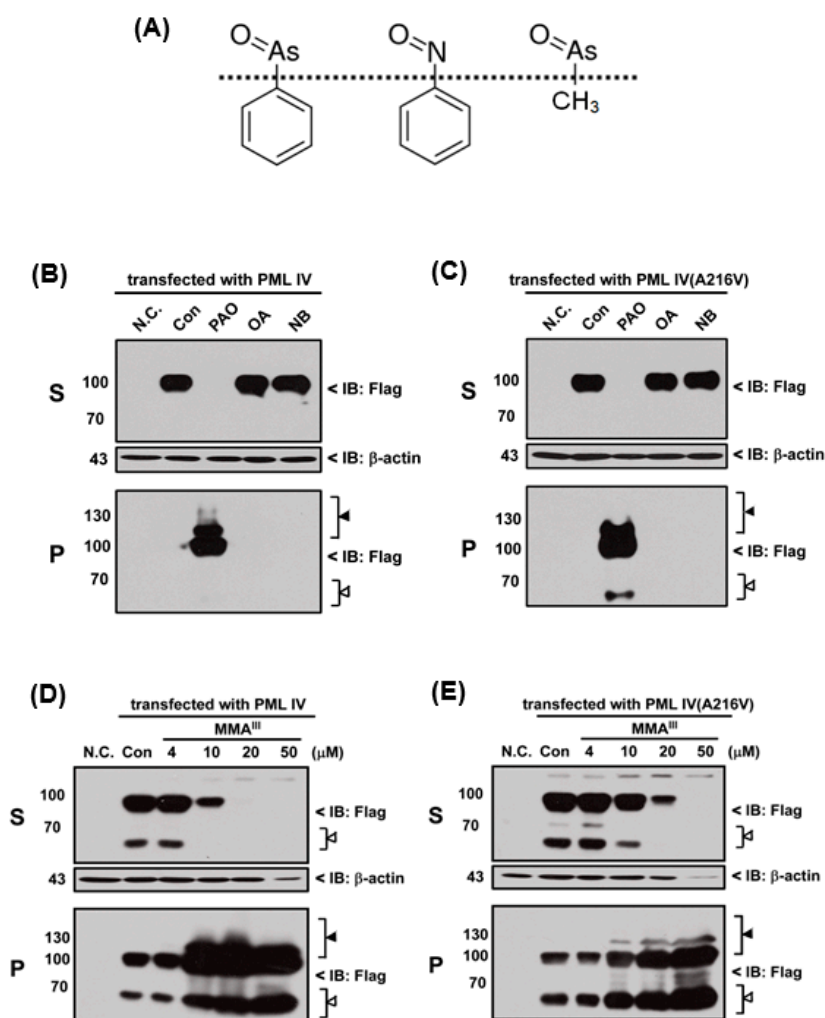 (A)
O=As O=N O=As
CH₃
(B)
transfected with PML IV
N.C. Con PAO OA NB
S
100
70
< IB: Flag
43
< IB: β-actin
P
130
100
70
< IB: Flag
(C)
transfected with PML IV(A216V)
N.C. Con PAO OA NB
S
100
70
< IB: Flag
43
< IB: β-actin
P
130
100
70
< IB: Flag
(D)
transfected with PML IV
MMAᴵᴵᴵ
N.C. Con 4 10 20 50 (μM)
S
100
70
< IB: Flag
43
< IB: β-actin
P
130
100
70
< IB: Flag
(E)
transfected with PML IV(A216V)
MMAᴵᴵᴵ
N.C. Con 4 10 20 50 (μM)
S
100
70
< IB: Flag
43
< IB: β-actin
P
130
100
70
< IB: Flag